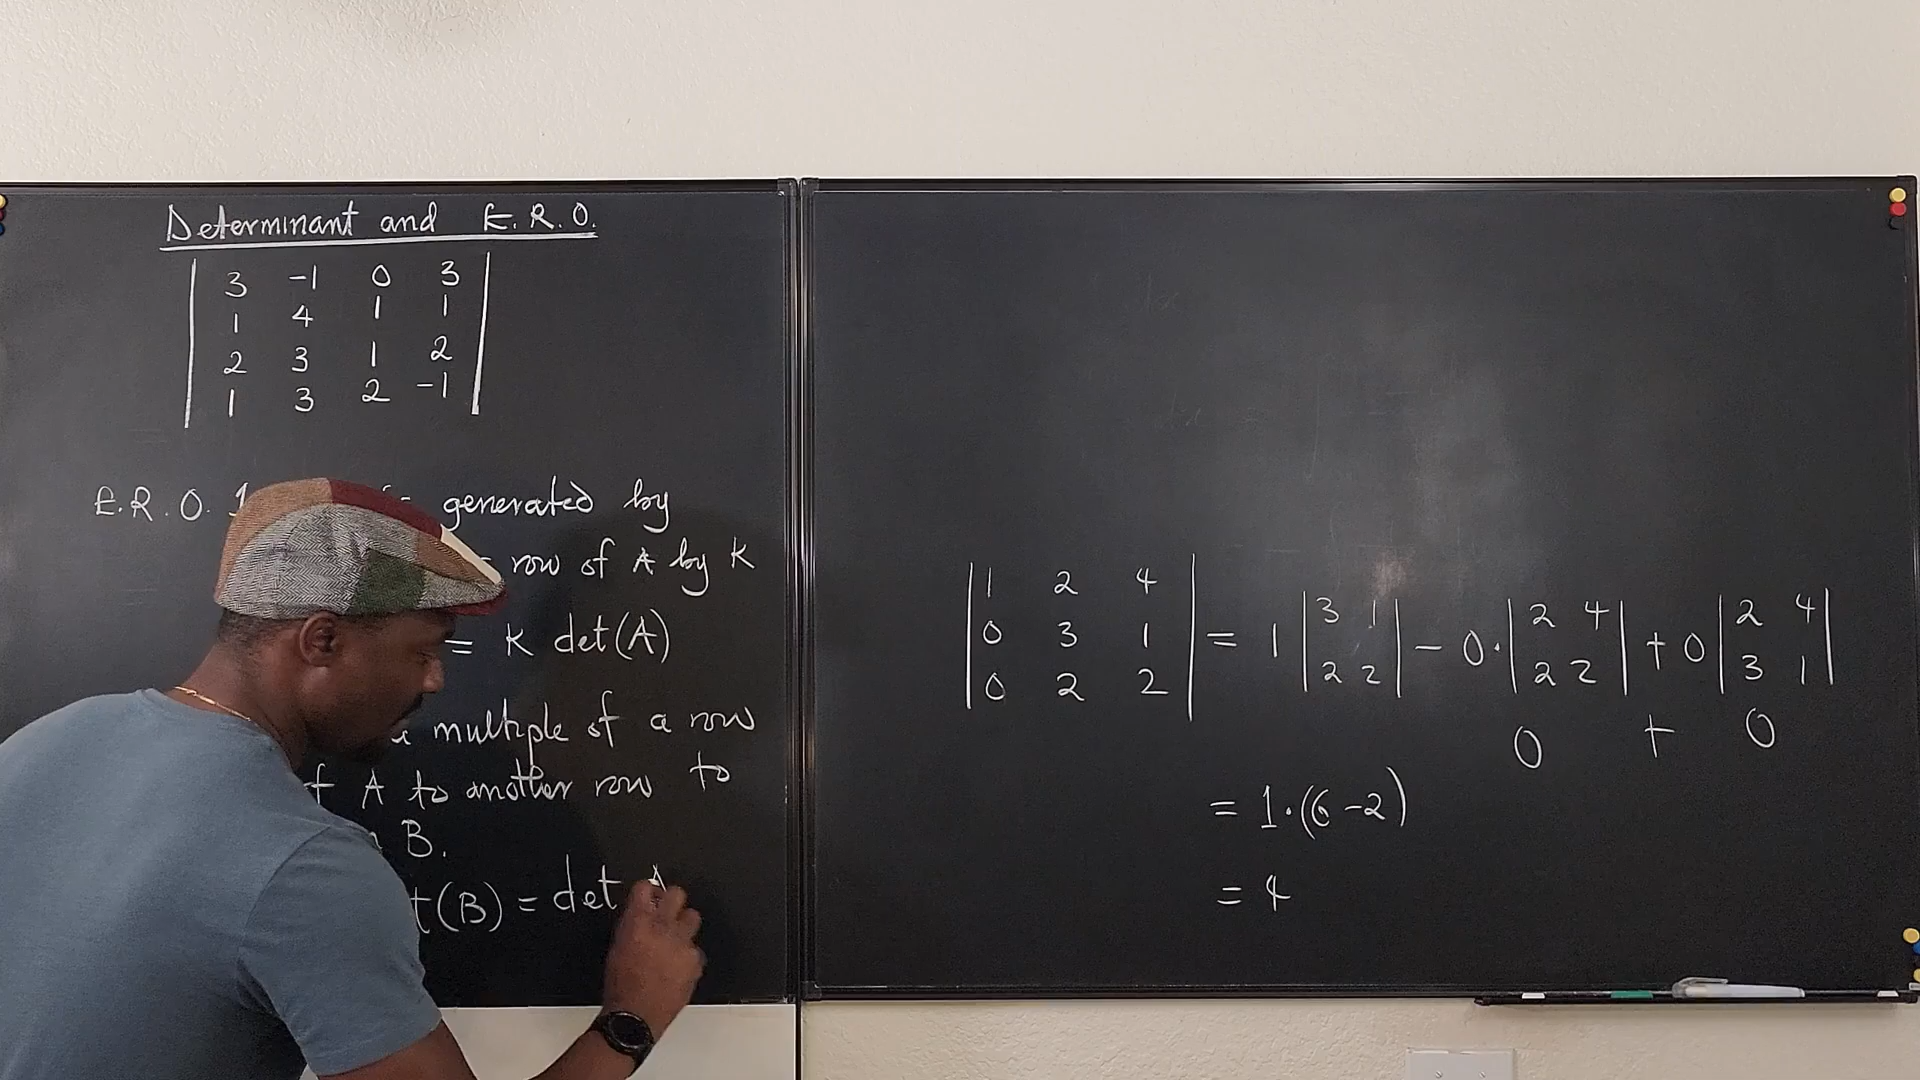 Determinant and E.R.O.
3 -1 0 3
1 4 1 1
2 3 1 2
1 3 2 -1
E.R.O. 1 generated by
row of A by K
= K det(A)
a multiple of a row
A to another row to
B.
t(B) = det A
| 1 2 4 |
| 0 3 1 | = 1 | 3 1 | - 0· | 2 4 | + 0 | 2 4 |
| 0 2 2 | | 2 2 | | 2 2 | | 3 1 |
0 + 0
= 1·(6-2)
= 4